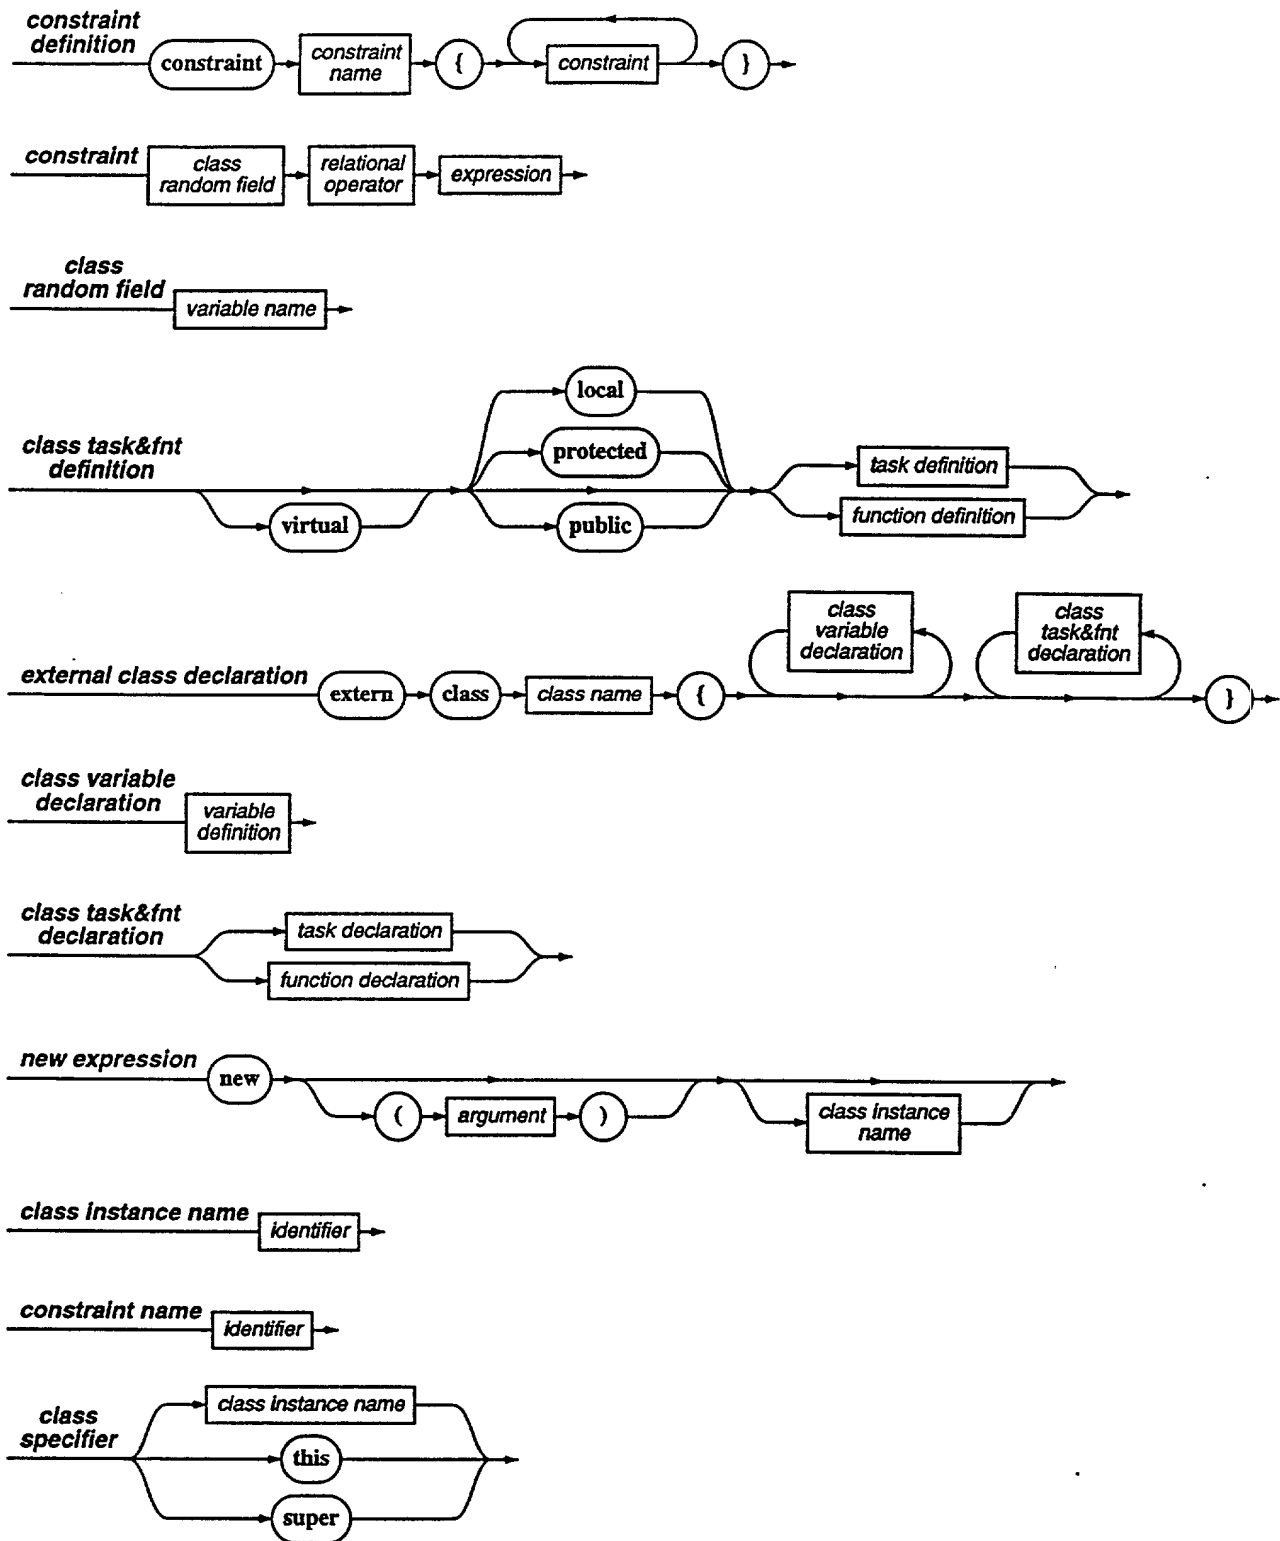 constraint
definition
constraint
constraint
name
{
constraint
}
constraint
class
random field
relational
operator
expression
class
random field
variable name
class task&fnt
definition
virtual
local
protected
public
task definition
function definition
external class declaration
extern
class
class name
{
class
variable
declaration
class
task&fnt
declaration
}
class variable
declaration
variable
definition
class task&fnt
declaration
task declaration
function declaration
new expression
new
(
argument
)
class instance
name
class instance name
identifier
constraint name
identifier
class
specifier
class instance name
this
super